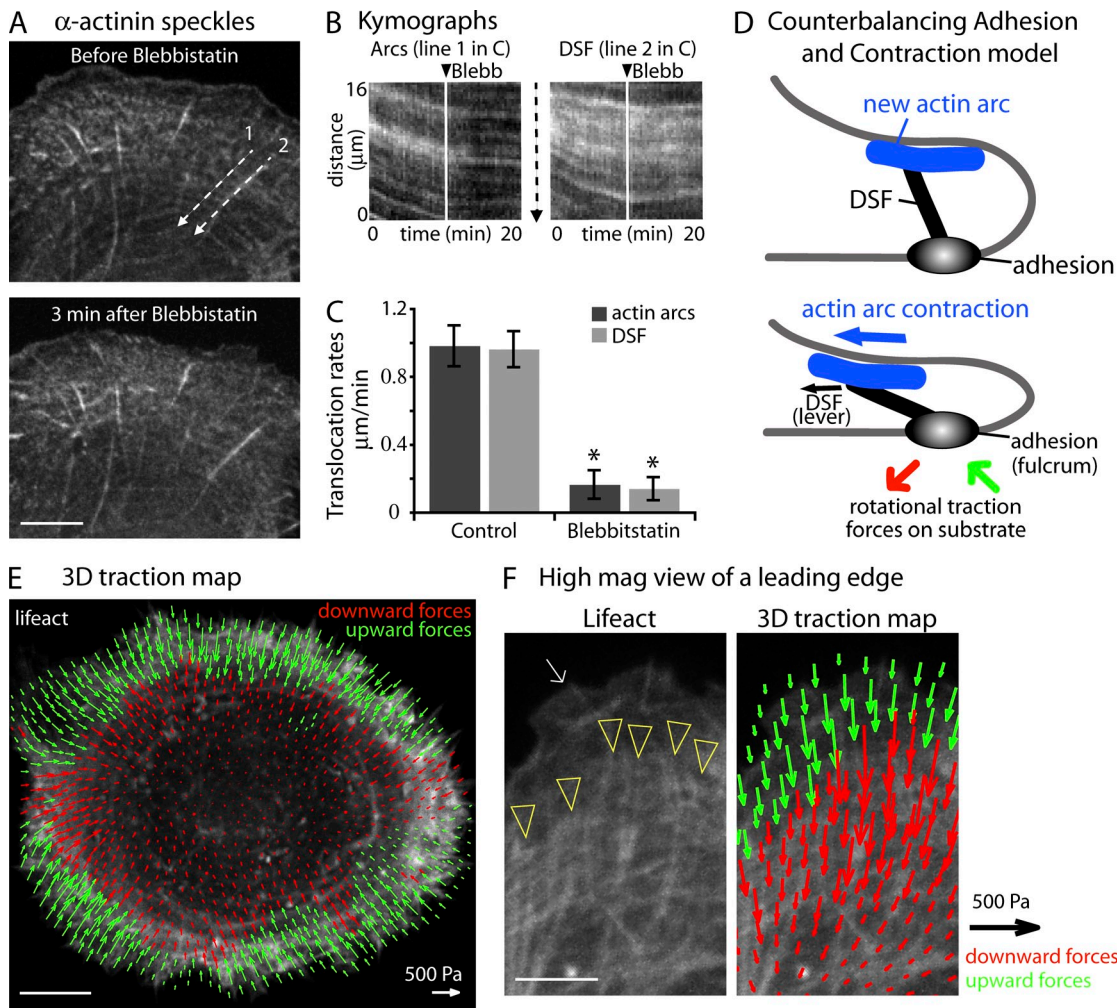 A α-actinin speckles
Before Blebbistatin
1
2
3 min after Blebbistatin
B Kymographs
Arcs (line 1 in C)
Blebb
DSF (line 2 in C)
Blebb
16
distance
(μm)
0
0 time (min) 20
0 time (min) 20
C
1.2
0.8
0.4
0
Translocation rates
μm/min
actin arcs
DSF
*
*
Control
Blebbitstatin
D Counterbalancing Adhesion
and Contraction model
new actin arc
DSF
adhesion
actin arc contraction
DSF
(lever)
adhesion
(fulcrum)
rotational traction
forces on substrate
E 3D traction map
lifeact
downward forces
upward forces
500 Pa
F High mag view of a leading edge
Lifeact
3D traction map
500 Pa
downward forces
upward forces